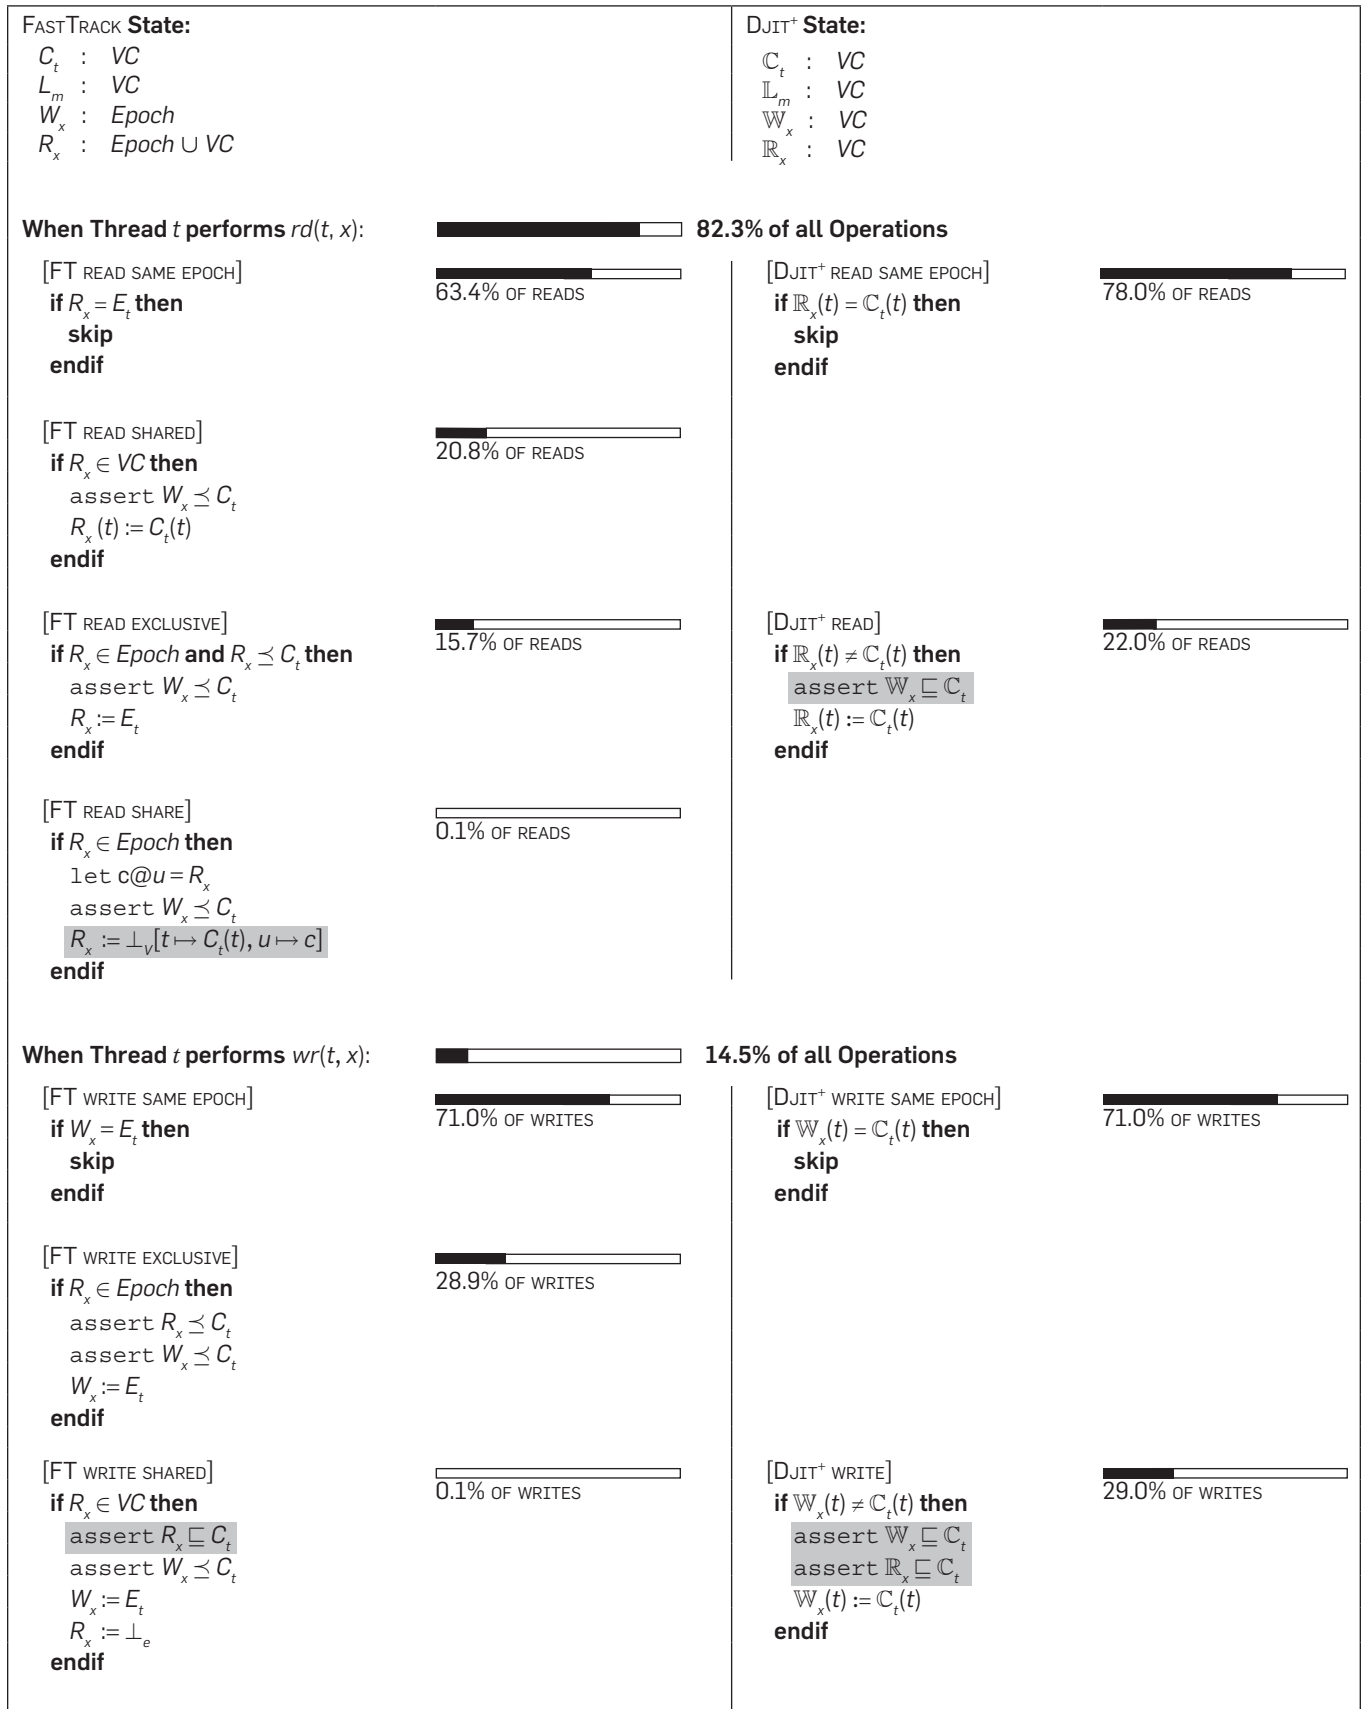 FASTTRACK State:
C_t : VC
L_m : VC
W_x : Epoch
R_x : Epoch ∪ VC
DJIT⁺ State:
ℂ_t : VC
𝕃_m : VC
𝕎_x : VC
ℝ_x : VC
When Thread t performs rd(t, x): 82.3% of all Operations
[FT READ SAME EPOCH]
63.4% OF READS
if R_x = E_t then
skip
endif
[DJIT⁺ READ SAME EPOCH]
78.0% OF READS
if ℝ_x(t) = ℂ_t(t) then
skip
endif
[FT READ SHARED]
20.8% OF READS
if R_x ∈ VC then
assert W_x ⪯ C_t
R_x (t) := C_t(t)
endif
[FT READ EXCLUSIVE]
15.7% OF READS
if R_x ∈ Epoch and R_x ⪯ C_t then
assert W_x ⪯ C_t
R_x := E_t
endif
[DJIT⁺ READ]
22.0% OF READS
if ℝ_x(t) ≠ ℂ_t(t) then
assert 𝕎_x ⊑ ℂ_t
ℝ_x(t) := ℂ_t(t)
endif
[FT READ SHARE]
0.1% OF READS
if R_x ∈ Epoch then
let c@u = R_x
assert W_x ⪯ C_t
R_x := ⊥_V[t ↦ C_t(t), u ↦ c]
endif
When Thread t performs wr(t, x): 14.5% of all Operations
[FT WRITE SAME EPOCH]
71.0% OF WRITES
if W_x = E_t then
skip
endif
[DJIT⁺ WRITE SAME EPOCH]
71.0% OF WRITES
if 𝕎_x(t) = ℂ_t(t) then
skip
endif
[FT WRITE EXCLUSIVE]
28.9% OF WRITES
if R_x ∈ Epoch then
assert R_x ⪯ C_t
assert W_x ⪯ C_t
W_x := E_t
endif
[FT WRITE SHARED]
0.1% OF WRITES
if R_x ∈ VC then
assert R_x ⊑ C_t
assert W_x ⪯ C_t
W_x := E_t
R_x := ⊥_e
endif
[DJIT⁺ WRITE]
29.0% OF WRITES
if 𝕎_x(t) ≠ ℂ_t(t) then
assert 𝕎_x ⊑ ℂ_t
assert ℝ_x ⊑ ℂ_t
𝕎_x(t) := ℂ_t(t)
endif